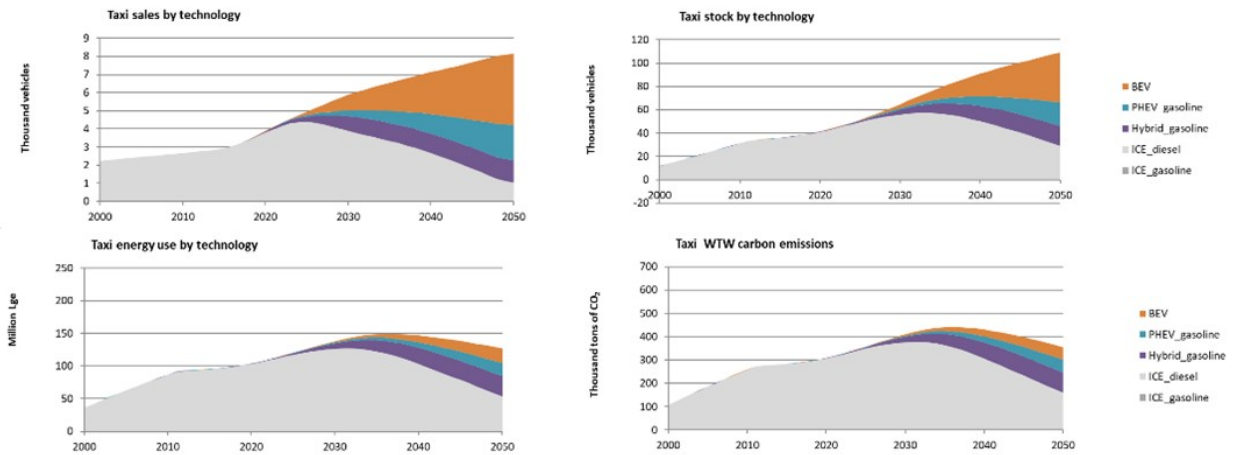 Taxi sales by technology
Thousand vehicles
9
8
7
6
5
4
3
2
1
0
2000 2010 2020 2030 2040 2050
Taxi stock by technology
Thousand vehicles
120
100
80
60
40
20
0
-20
2000 2010 2020 2030 2040 2050
BEV
PHEV_gasoline
Hybrid_gasoline
ICE_diesel
ICE_gasoline
Taxi energy use by technology
Million Lge
250
200
150
100
50
0
2000 2010 2020 2030 2040 2050
Taxi WTW carbon emissions
Thousand tons of CO₂
700
600
500
400
300
200
100
0
2000 2010 2020 2030 2040 2050
BEV
PHEV_gasoline
Hybrid_gasoline
ICE_diesel
ICE_gasoline